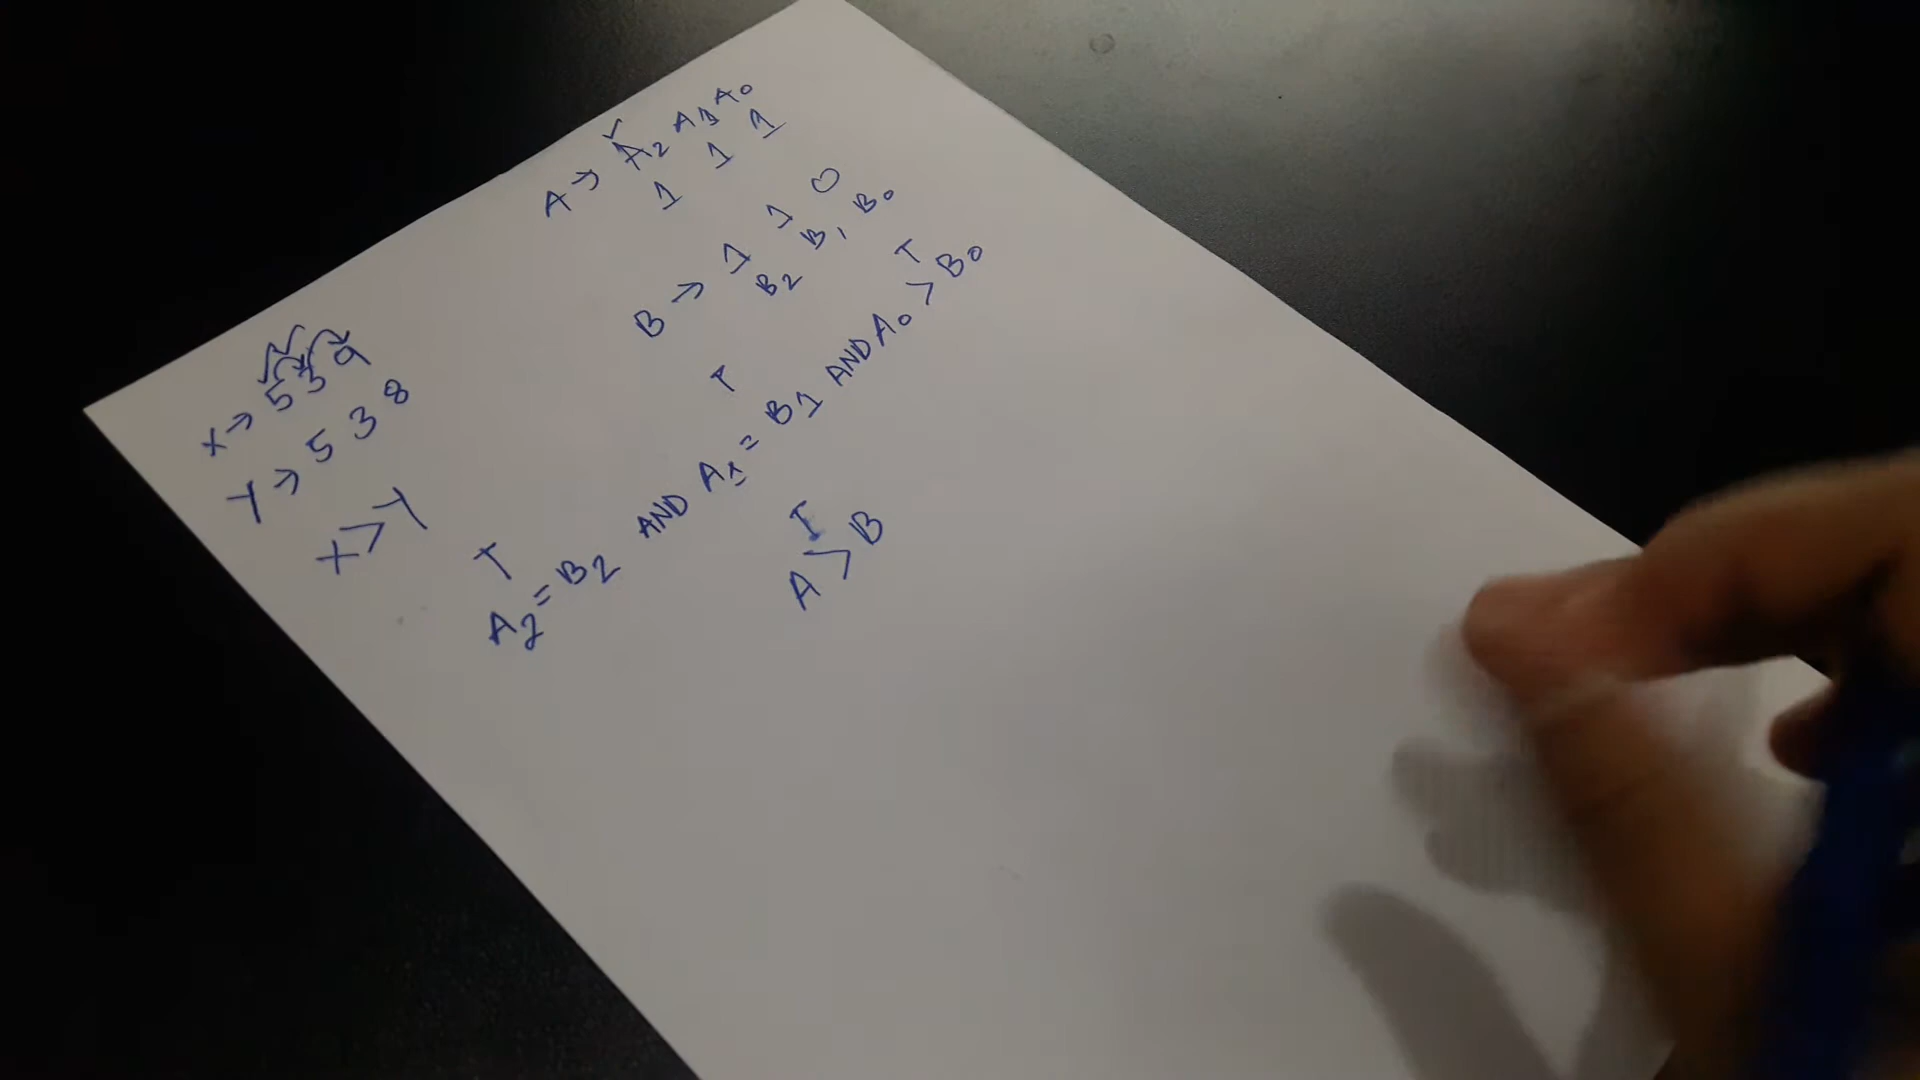 A → A2 A1 A0
1 1 1
B → 1 1 0
B2 B1 B0
X → 5 3 9
Y → 5 3 8
X > Y
T T T
A2 = B2 AND A1 = B1 AND A0 > B0
T
A > B